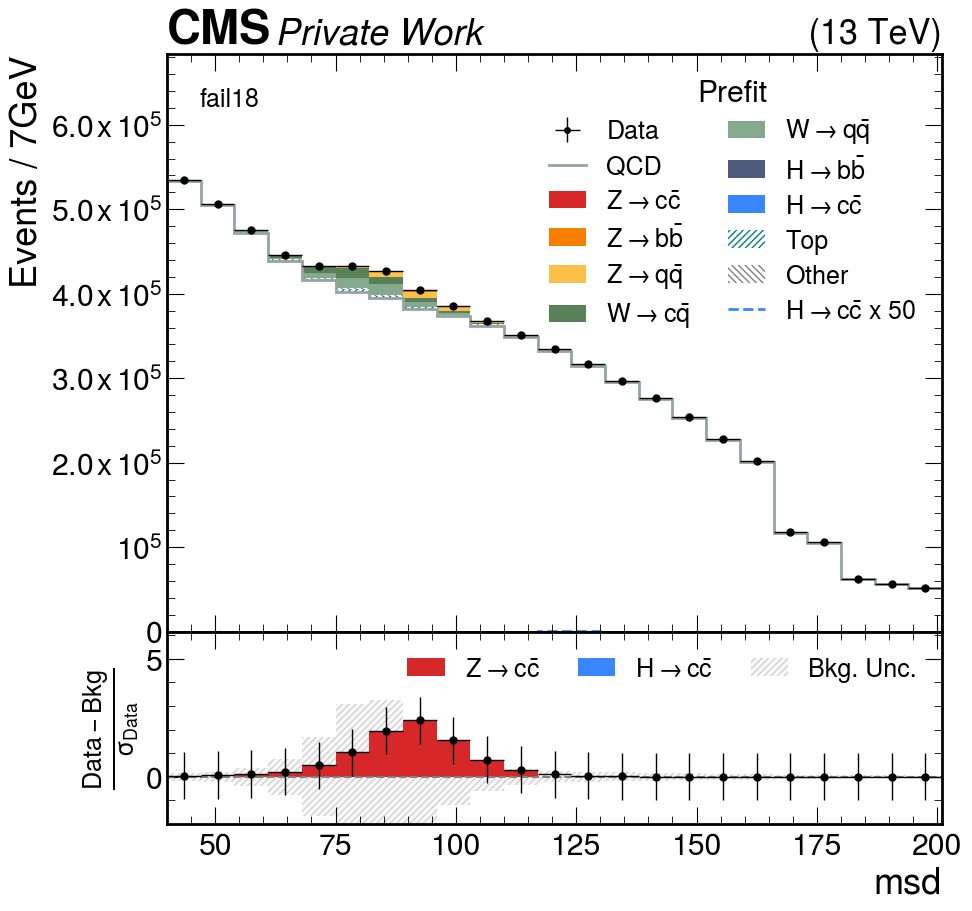 CMS Private Work (13 TeV)
Events / 7GeV
fail18
Prefit
Data
QCD
Z → cc̄
Z → bb̄
Z → qq̄
W → cq̄
W → qq̄
H → bb̄
H → cc̄
Top
Other
H → cc̄ x 50
6.0 x 10⁵
5.0 x 10⁵
4.0 x 10⁵
3.0 x 10⁵
2.0 x 10⁵
10⁵
0
Data − Bkg
σData
5
0
Z → cc̄
H → cc̄
Bkg. Unc.
50 75 100 125 150 175 200
msd